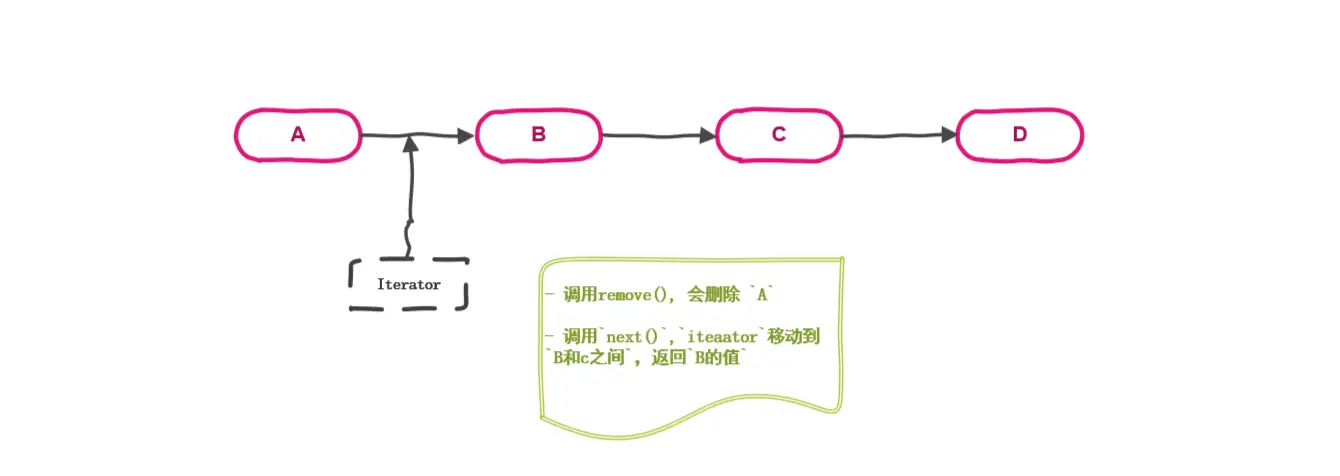 A
B
C
D
Iterator
- 调用remove(), 会删除 `A`
- 调用`next()`,`iteaator`移动到
`B和c之间`, 返回`B的值`